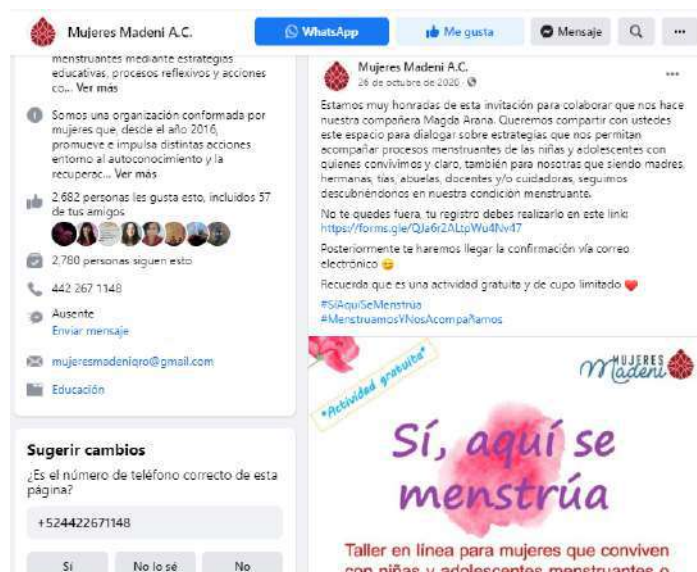 Mujeres Madeni A.C.
WhatsApp
Me gusta
Mensaje
menstruantes mediante estrategias
educativas, procesos reflexivos y acciones
co... Ver más
Somos una organización conformada por
mujeres que, desde el año 2016,
promueve e impulsa distintas acciones
entorno al autoconocimiento y la
recuperac... Ver más
2,682 personas les gusta esto, incluidos 57
de tus amigos
2,780 personas siguen esto
442 267 1148
Ausente
Enviar mensaje
mujeresmadeniqro@gmail.com
Educación
Sugerir cambios
¿Es el número de teléfono correcto de esta
página?
+524422671148
Sí
No lo sé
No
Mujeres Madeni A.C.
26 de octubre de 2020
Estamos muy honradas de esta invitación para colaborar que nos hace
nuestra compañera Magda Arana. Queremos compartir con ustedes
este espacio para dialogar sobre estrategias que nos permitan
acompañar procesos menstruantes de las niñas y adolescentes con
quienes convivimos y claro, también para nosotras que siendo madres,
hermanas, tías, abuelas, docentes y/o cuidadoras, seguimos
descubriéndonos en nuestra condición menstruante.
No te quedes fuera, tu registro debes realizarlo en este link:
https://forms.gle/QJa6r2ALtpWu4Nv47
Posteriormente te haremos llegar la confirmación vía correo
electrónico 😊
Recuerda que es una actividad gratuita y de cupo limitado ❤️
#SíAquíSeMenstrúa
#MenstruamosYNosAcompañamos
*Actividad gratuita*
MUJERES
Madeni
Sí, aquí se
menstrúa
Taller en línea para mujeres que conviven
con niñas y adolescentes menstruantes o